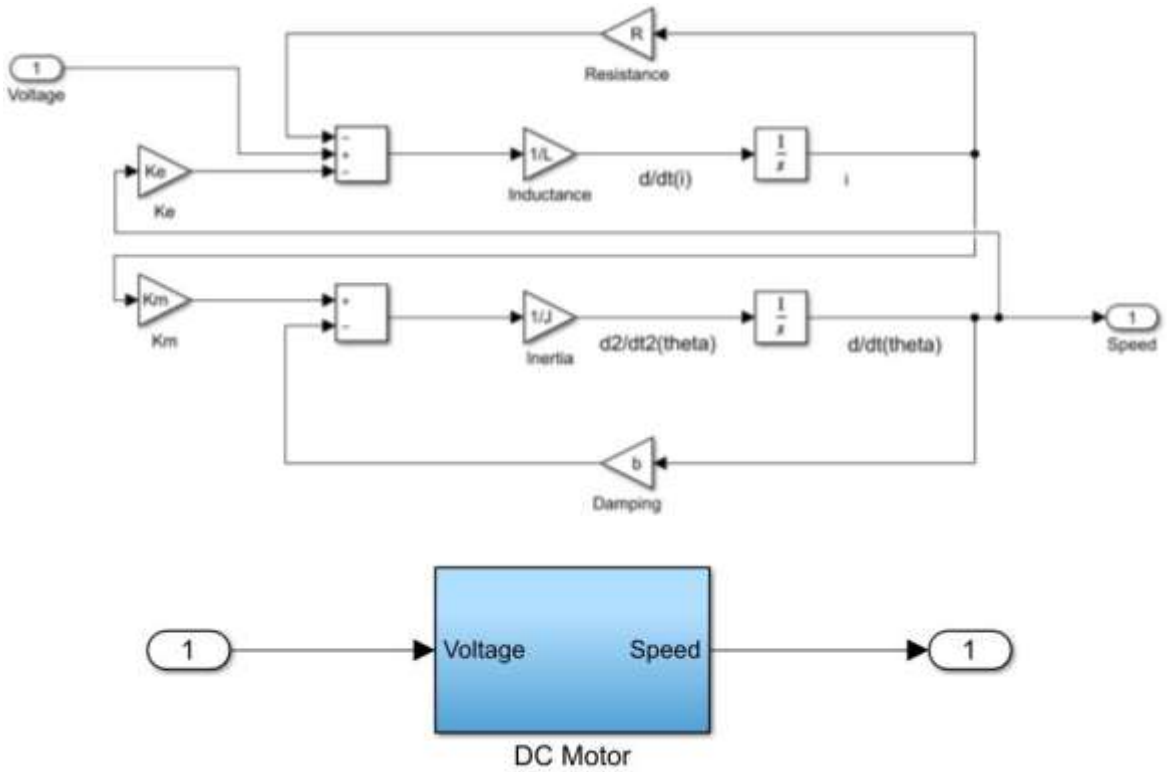 R
Resistance
1
Voltage
−
+
−
1/L
Inductance
d/dt(i)
1
s
i
Ke
Ke
Km
Km
+
−
1/J
Inertia
d2/dt2(theta)
1
s
d/dt(theta)
1
Speed
b
Damping
1
Voltage
Speed
1
DC Motor